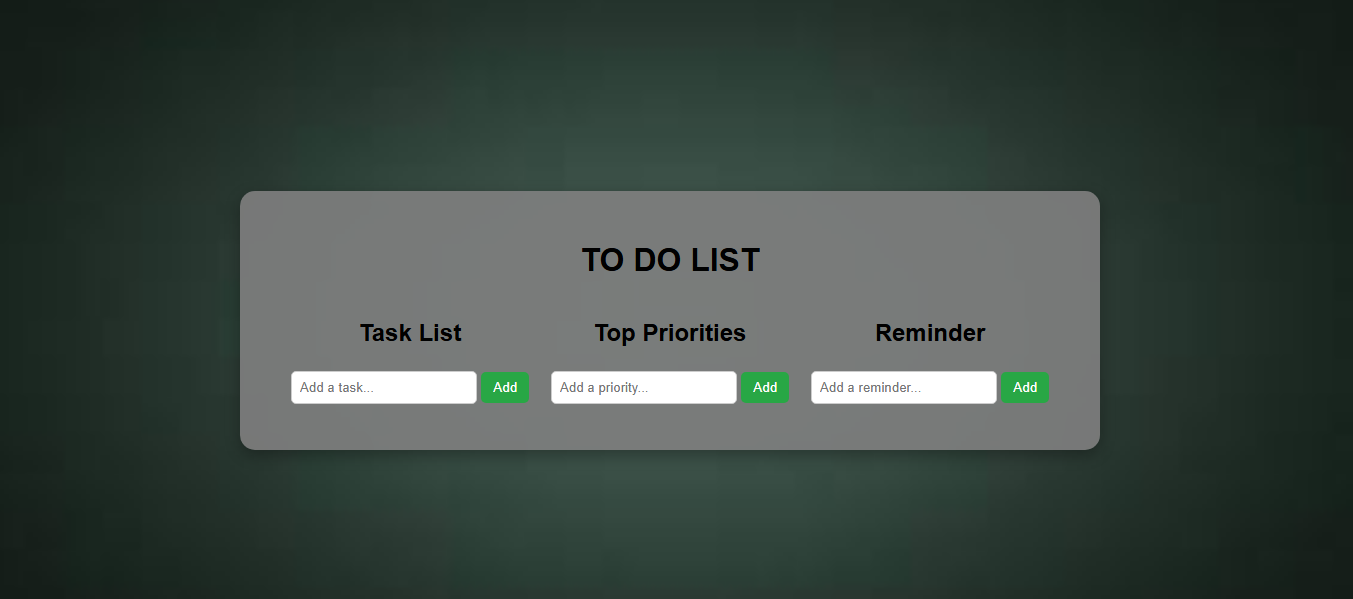 TO DO LIST
Task List
Top Priorities
Reminder
Add a task...
Add
Add a priority...
Add
Add a reminder...
Add